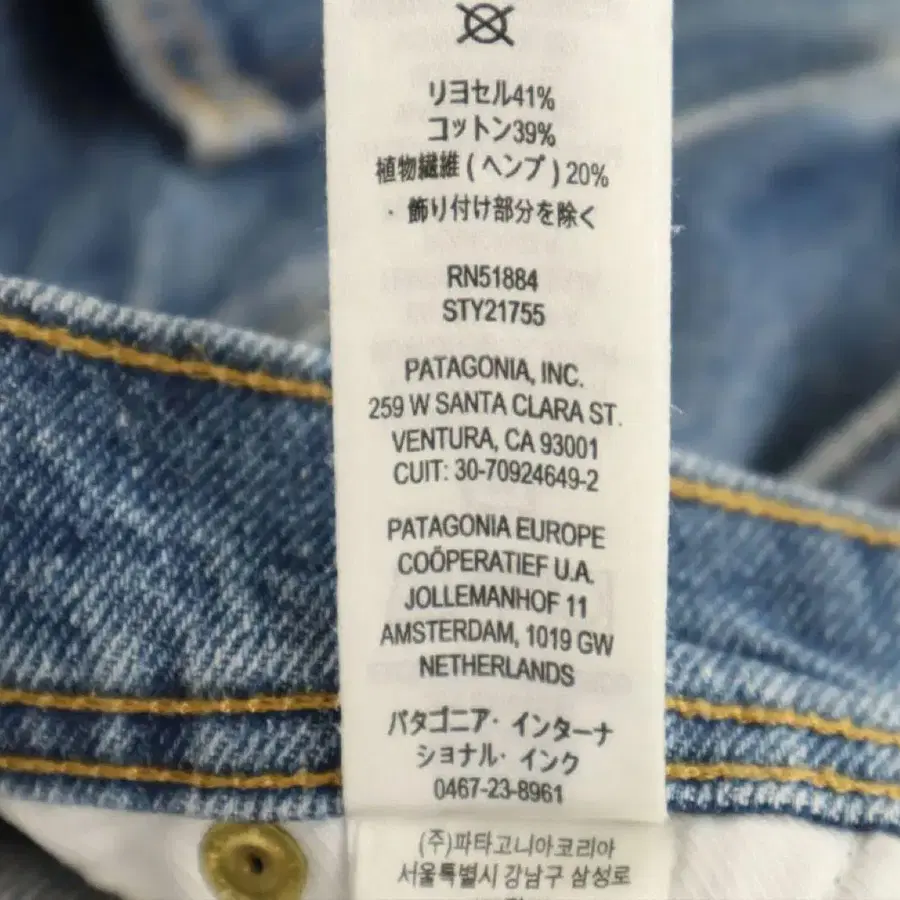 リヨセル41%
コットン39%
植物繊維 ( ヘンプ ) 20%
・飾り付け部分を除く
RN51884
STY21755
PATAGONIA, INC.
259 W SANTA CLARA ST.
VENTURA, CA 93001
CUIT: 30-70924649-2
PATAGONIA EUROPE
COÖPERATIEF U.A.
JOLLEMANHOF 11
AMSTERDAM, 1019 GW
NETHERLANDS
パタゴニア・インターナ
ショナル・インク
0467-23-8961
(주)파타고니아코리아
서울특별시 강남구 삼성로